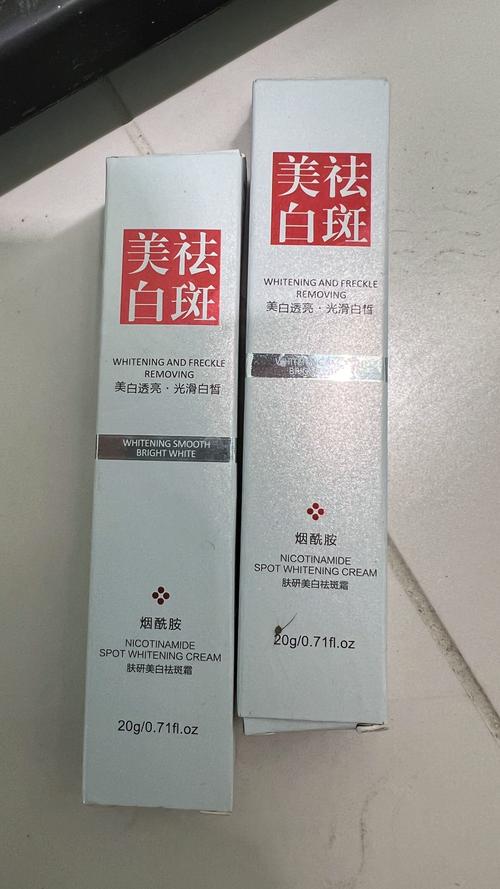 美祛
白斑
WHITENING AND FRECKLE
REMOVING
美白透亮·光滑白皙
WHITENING SMOOTH
BRIGHT WHITE
烟酰胺
NICOTINAMIDE
SPOT WHITENING CREAM
肤研美白祛斑霜
20g/0.71fl.oz
美祛
白斑
WHITENING AND FRECKLE
REMOVING
美白透亮·光滑白皙
烟酰胺
NICOTINAMIDE
SPOT WHITENING CREAM
肤研美白祛斑霜
20g/0.71fl.oz